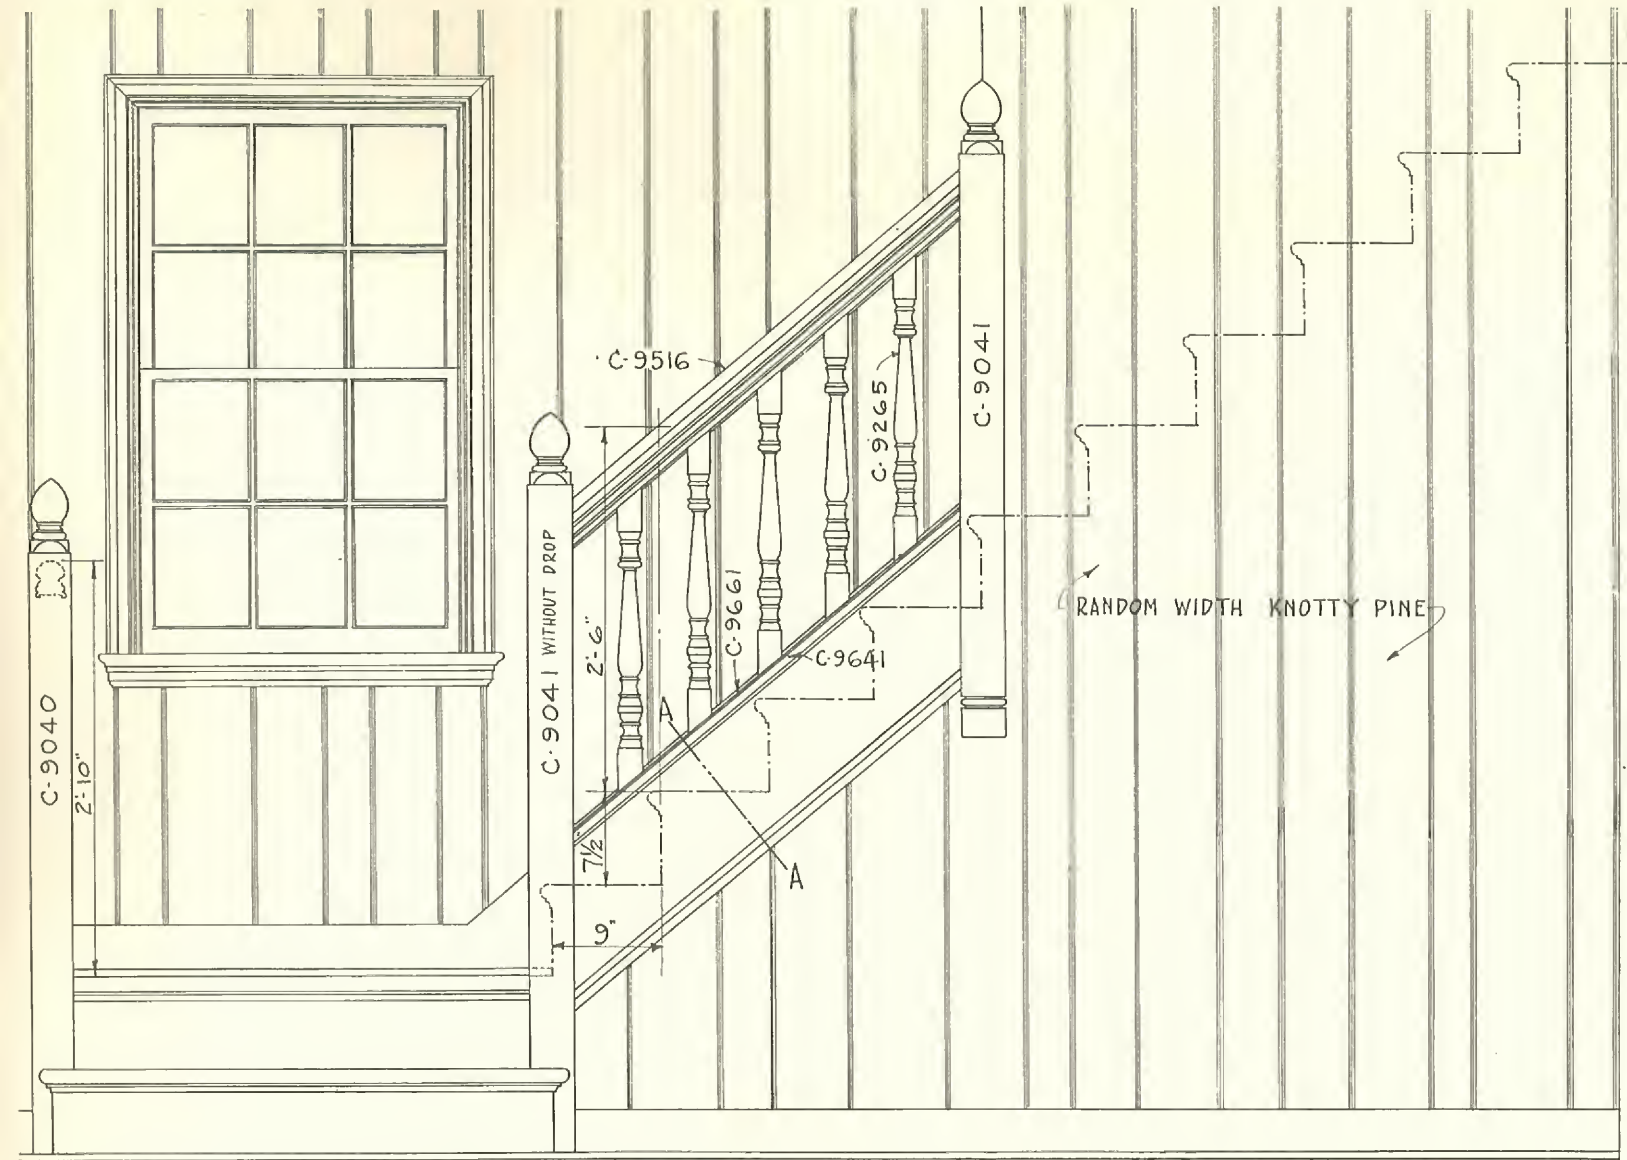 C-9516
C-9041
C-9265
C-9041 WITHOUT DROP
2'-6"
C-9661
C-9641
RANDOM WIDTH KNOTTY PINE
C-9040
2'-10"
A
7½
A
9"